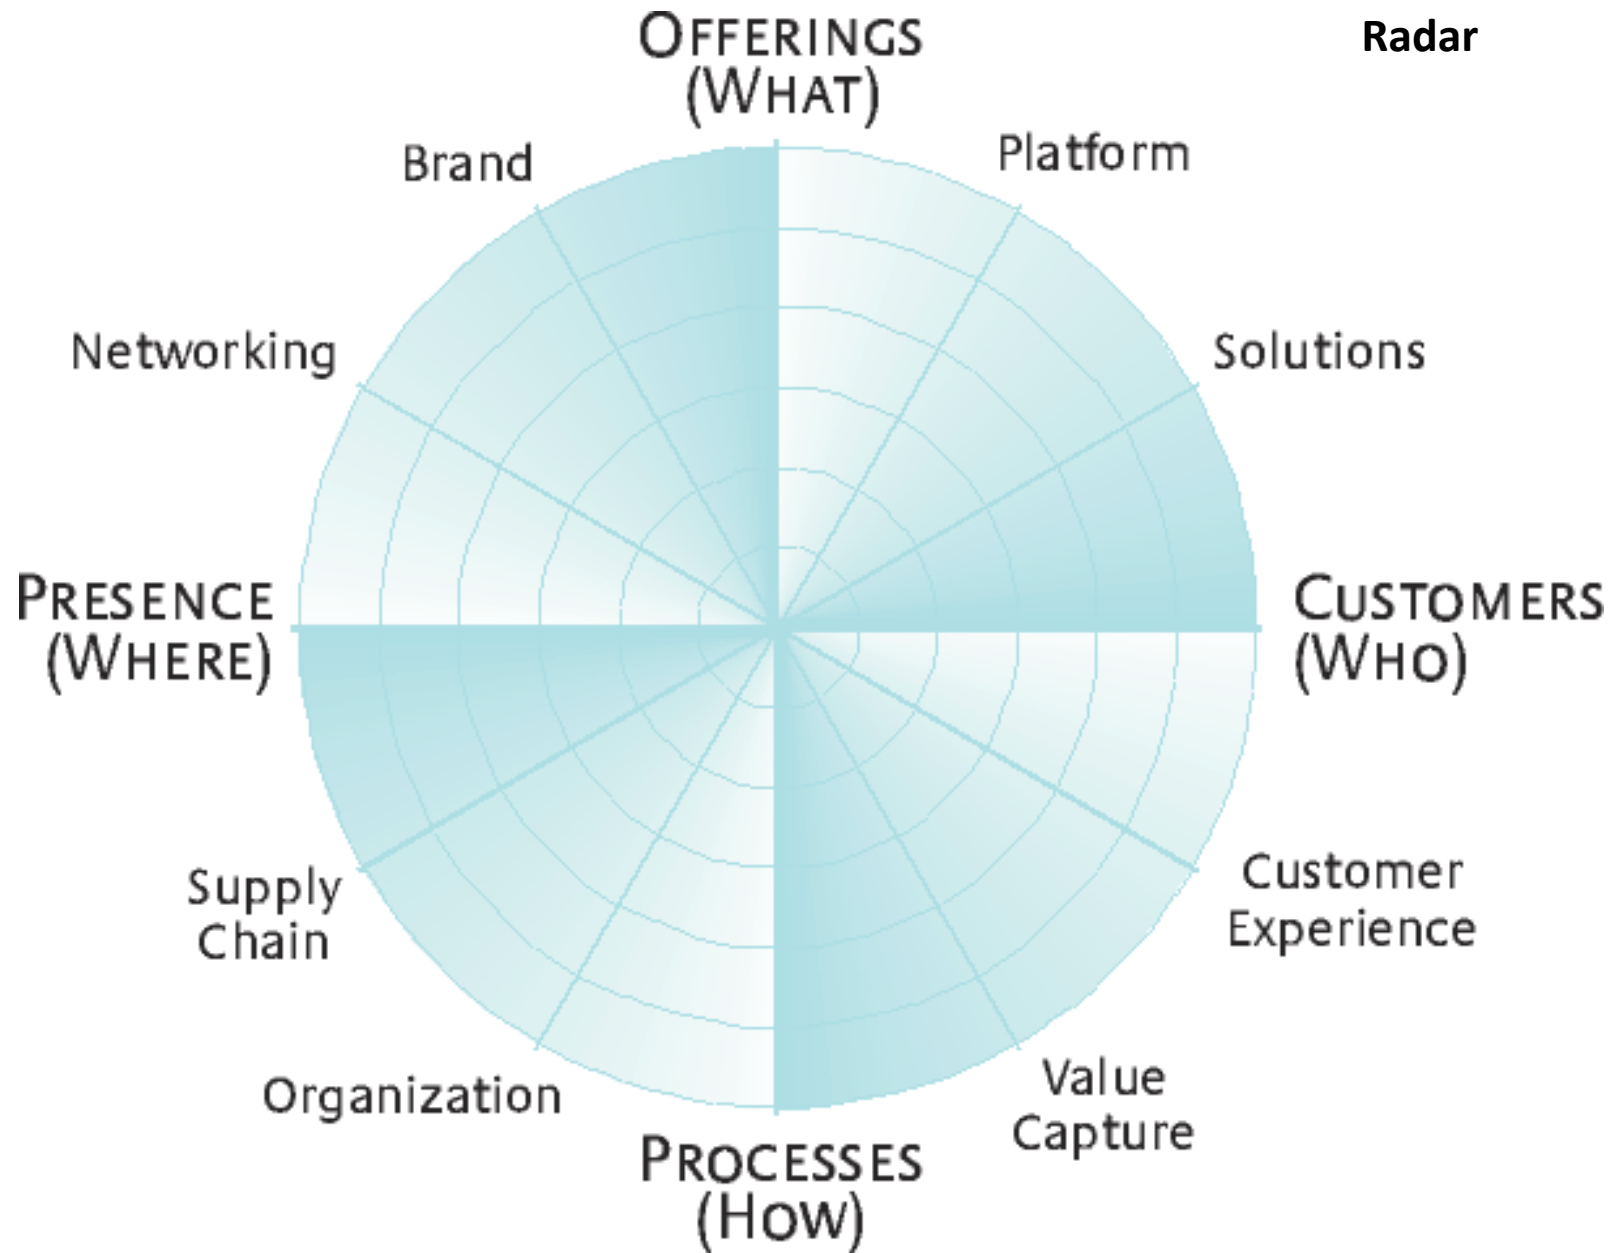 OFFERINGS
(WHAT)
Radar
Platform
Brand
Solutions
Networking
CUSTOMERS
(WHO)
PRESENCE
(WHERE)
Customer
Experience
Supply
Chain
Value
Capture
Organization
PROCESSES
(HOW)